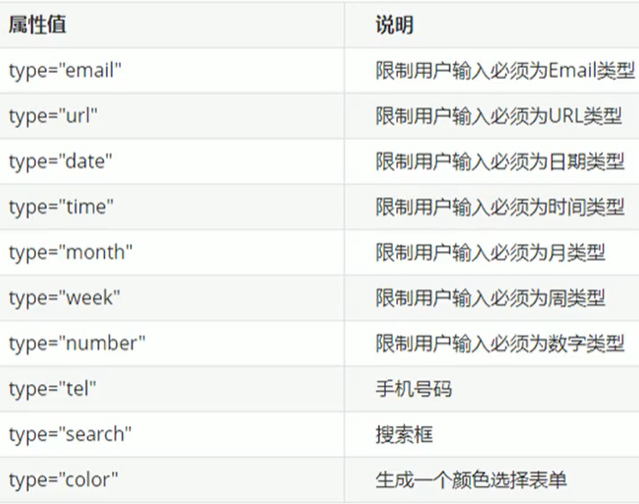 属性值 说明
type="email" 限制用户输入必须为Email类型
type="url" 限制用户输入必须为URL类型
type="date" 限制用户输入必须为日期类型
type="time" 限制用户输入必须为时间类型
type="month" 限制用户输入必须为月类型
type="week" 限制用户输入必须为周类型
type="number" 限制用户输入必须为数字类型
type="tel" 手机号码
type="search" 搜索框
type="color" 生成一个颜色选择表单